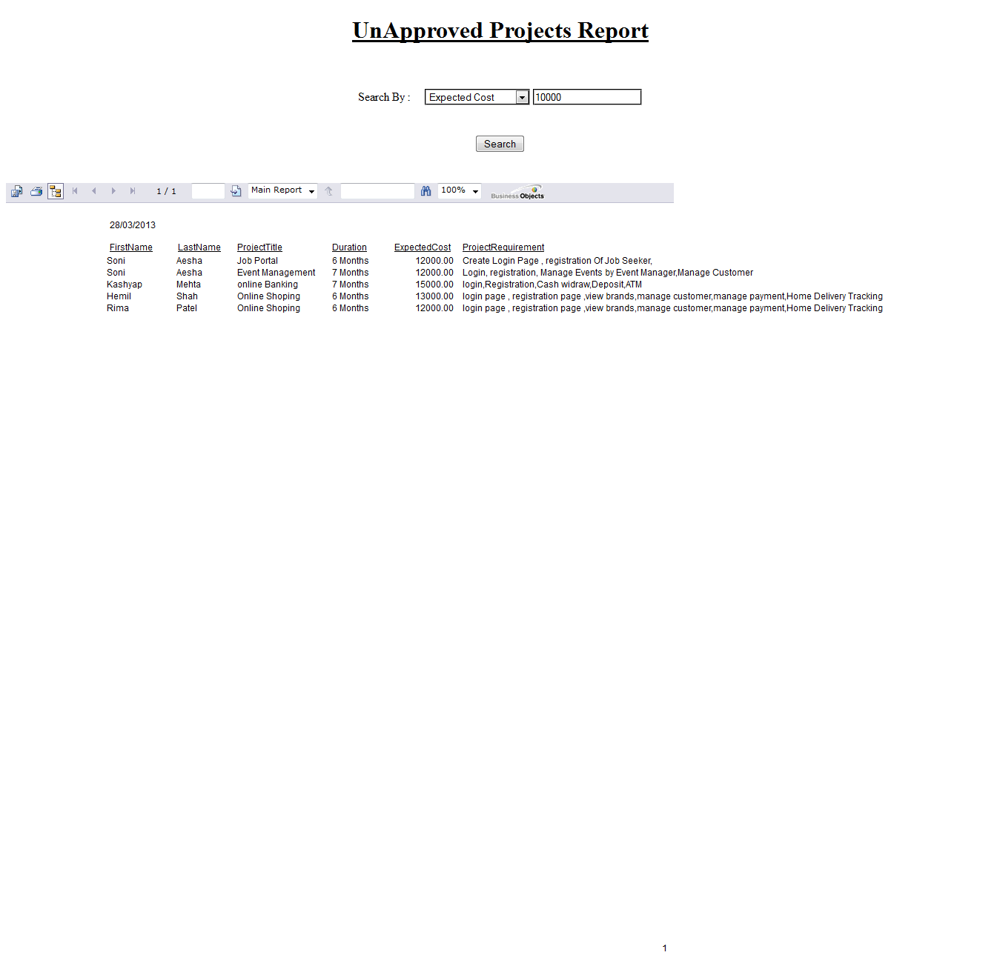 UnApproved Projects Report
Search By : Expected Cost 10000
Search
1 / 1 Main Report 100% Business Objects
28/03/2013
FirstName LastName ProjectTitle Duration ExpectedCost ProjectRequirement
Soni Aesha Job Portal 6 Months 12000.00 Create Login Page , registration Of Job Seeker,
Soni Aesha Event Management 7 Months 12000.00 Login, registration, Manage Events by Event Manager,Manage Customer
Kashyap Mehta online Banking 7 Months 15000.00 login,Registration,Cash widraw,Deposit,ATM
Hemil Shah Online Shoping 6 Months 13000.00 login page , registration page ,view brands,manage customer,manage payment,Home Delivery Tracking
Rima Patel Online Shoping 6 Months 12000.00 login page , registration page ,view brands,manage customer,manage payment,Home Delivery Tracking
1